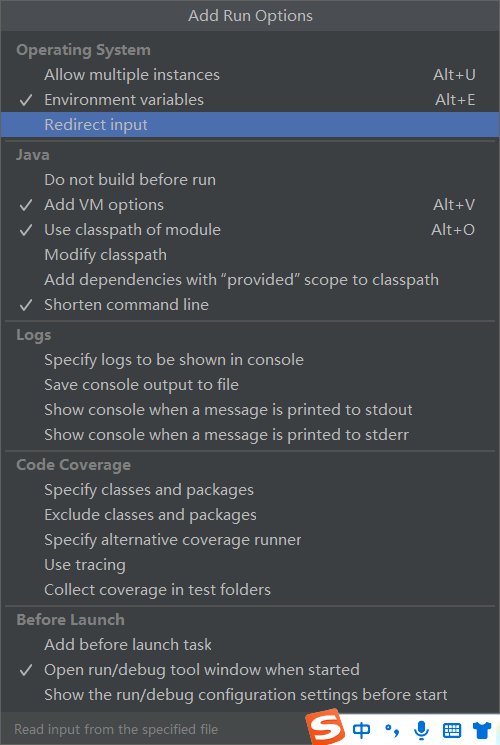 Add Run Options
Operating System
Allow multiple instances Alt+U
Environment variables Alt+E
Redirect input
Java
Do not build before run
Add VM options Alt+V
Use classpath of module Alt+O
Modify classpath
Add dependencies with “provided” scope to classpath
Shorten command line
Logs
Specify logs to be shown in console
Save console output to file
Show console when a message is printed to stdout
Show console when a message is printed to stderr
Code Coverage
Specify classes and packages
Exclude classes and packages
Specify alternative coverage runner
Use tracing
Collect coverage in test folders
Before Launch
Add before launch task
Open run/debug tool window when started
Show the run/debug configuration settings before start
Read input from the specified file
S 中